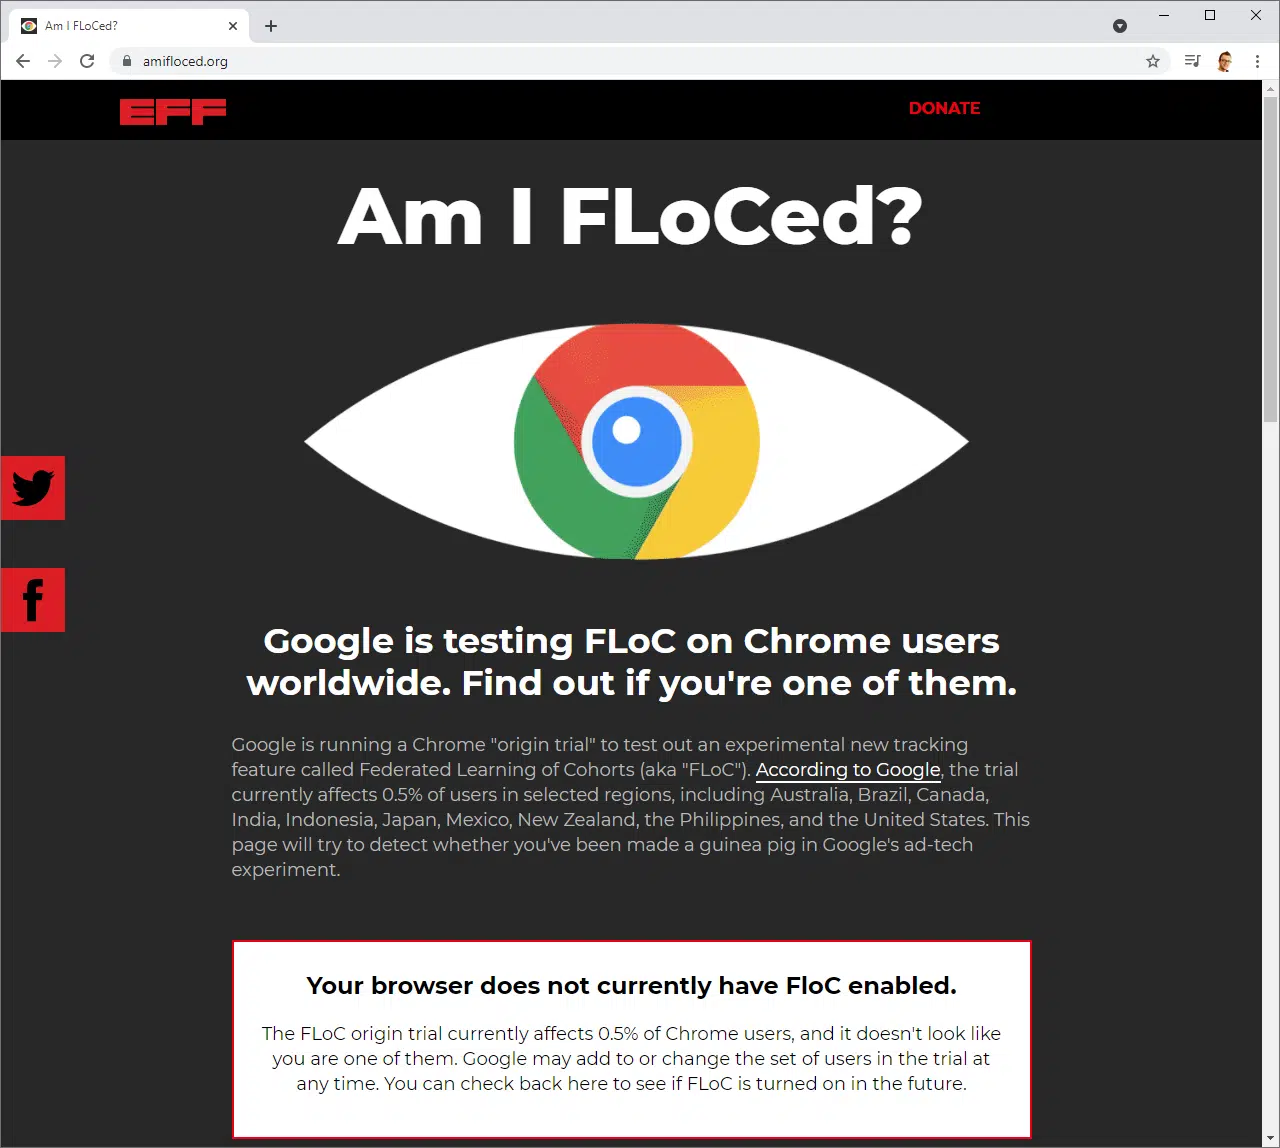 Am I FLoCed?
amifloced.org
EFF
DONATE
Am I FLoCed?
Google is testing FLoC on Chrome users
worldwide. Find out if you're one of them.
Google is running a Chrome "origin trial" to test out an experimental new tracking
feature called Federated Learning of Cohorts (aka "FLoC"). According to Google, the trial
currently affects 0.5% of users in selected regions, including Australia, Brazil, Canada,
India, Indonesia, Japan, Mexico, New Zealand, the Philippines, and the United States. This
page will try to detect whether you've been made a guinea pig in Google's ad-tech
experiment.
Your browser does not currently have FloC enabled.
The FLoC origin trial currently affects 0.5% of Chrome users, and it doesn't look like
you are one of them. Google may add to or change the set of users in the trial at
any time. You can check back here to see if FLoC is turned on in the future.